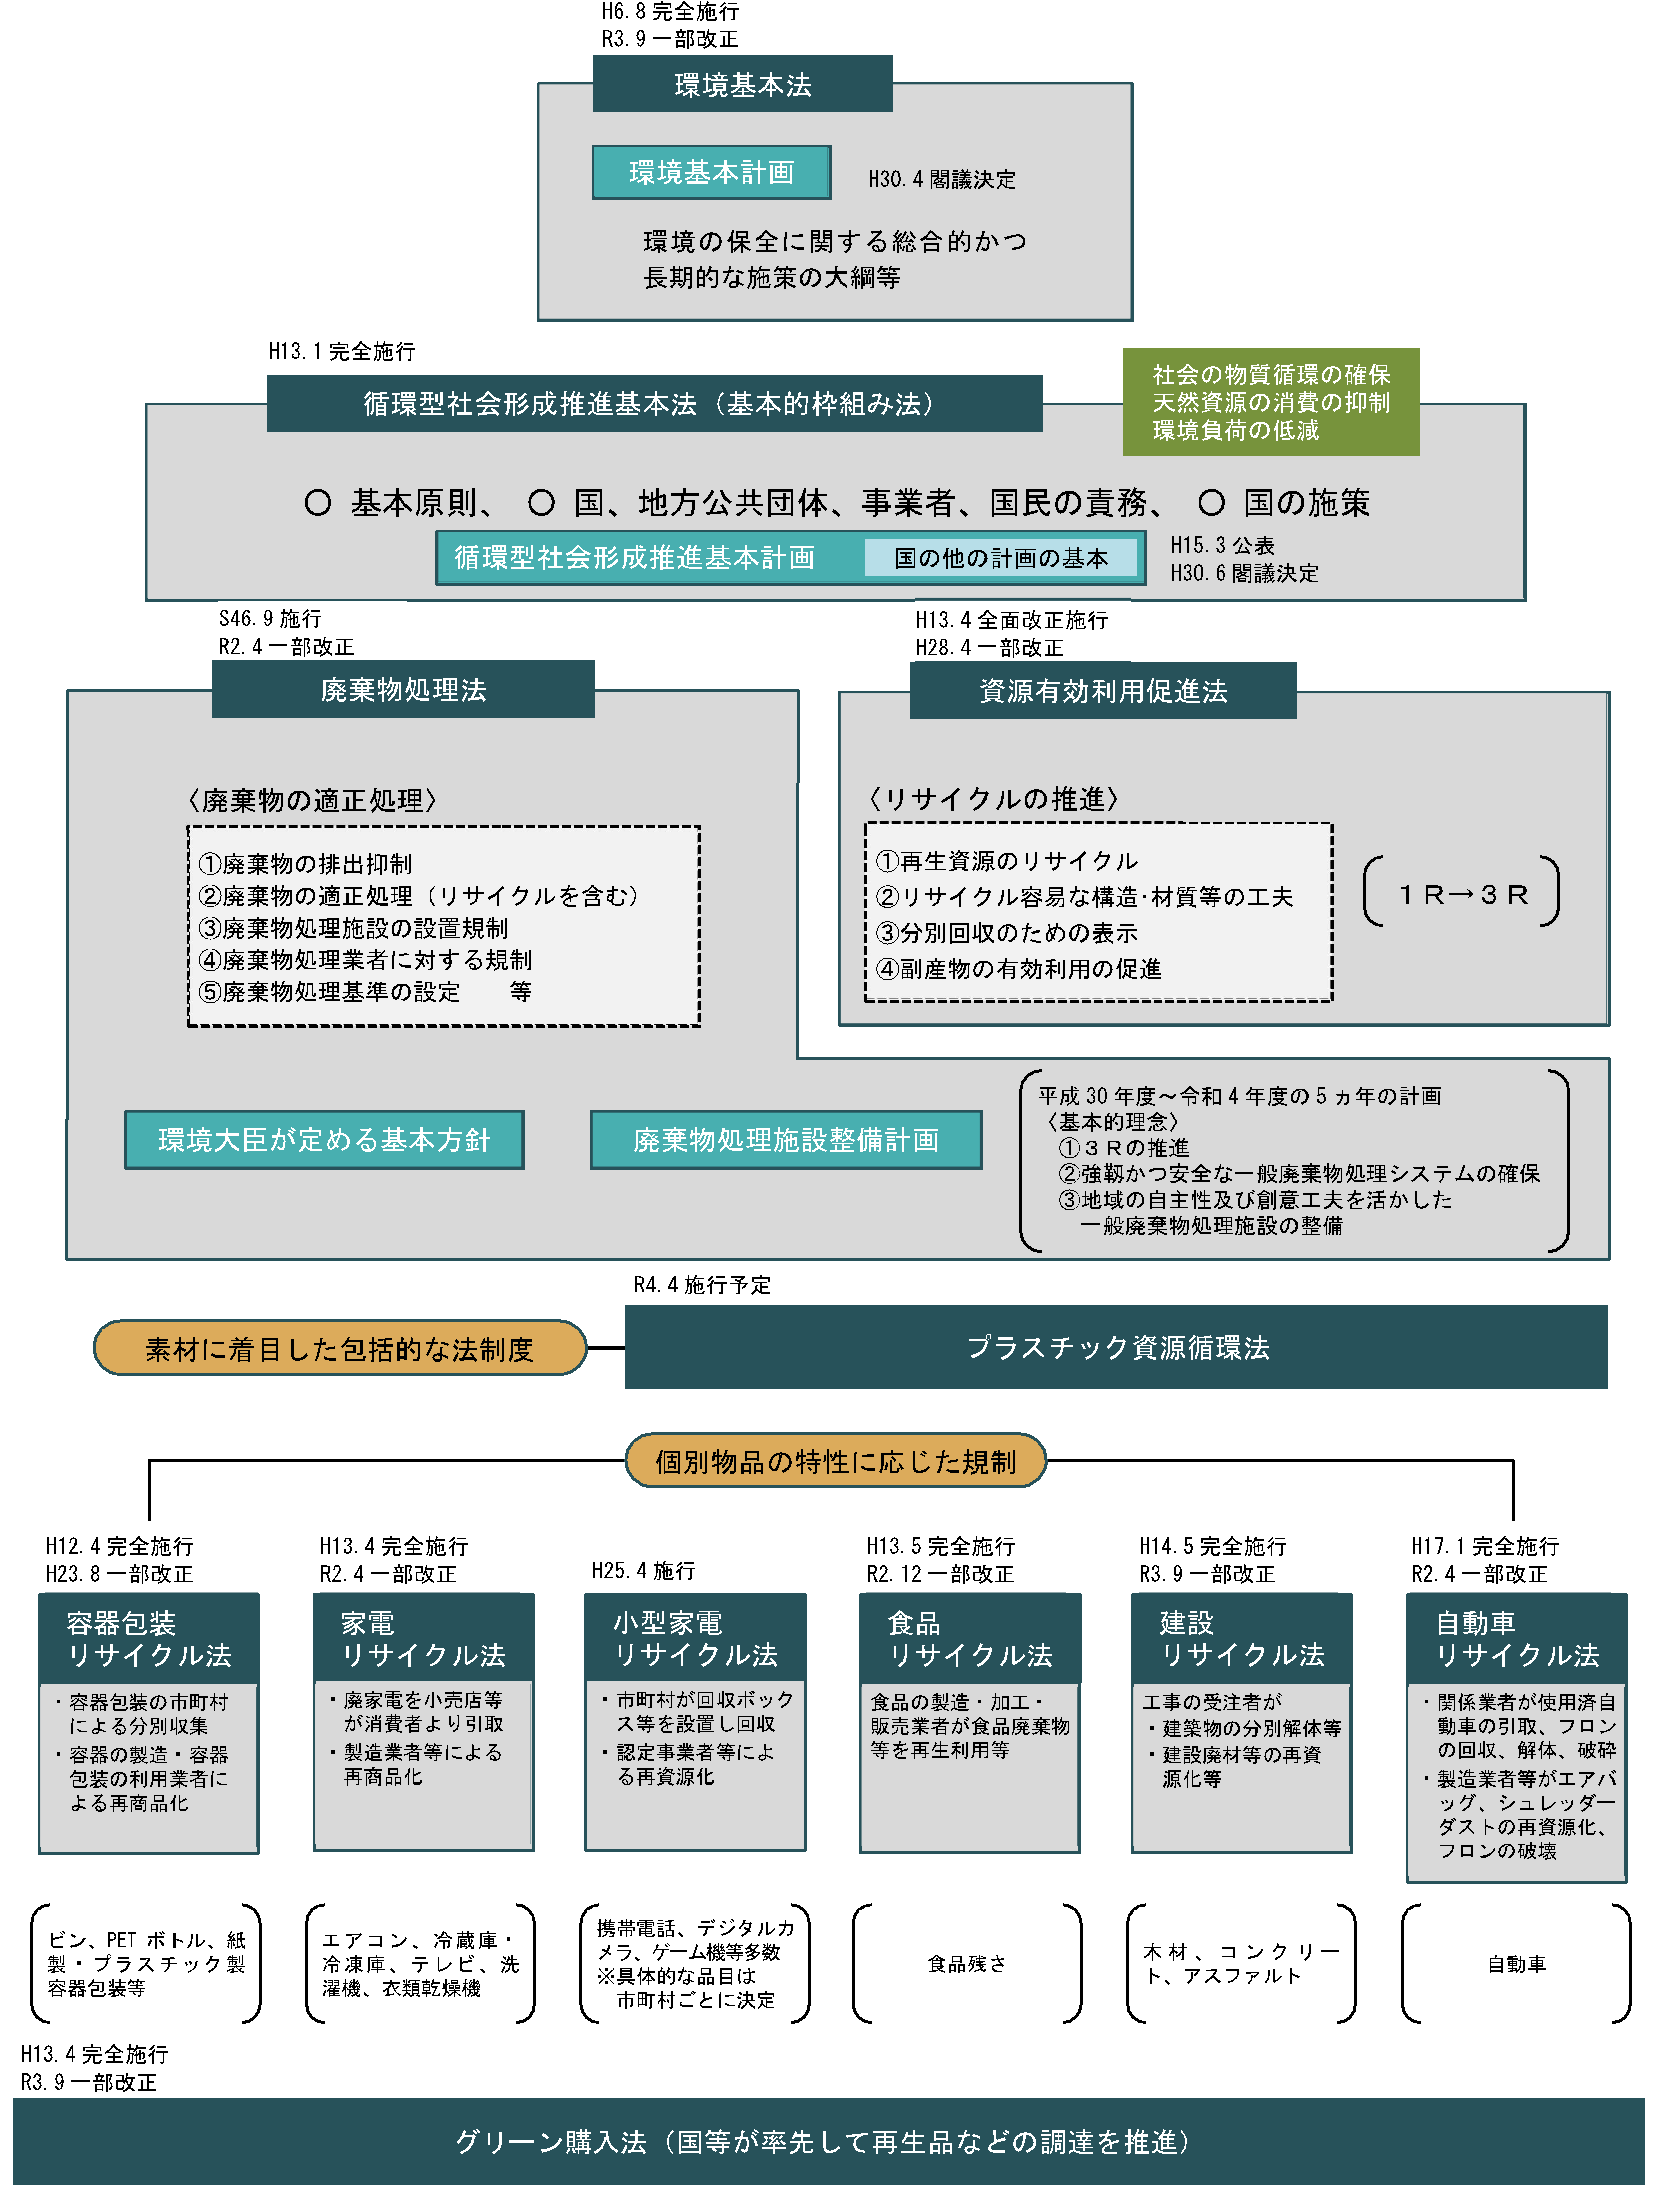 H6.8 完全施行
R3.9 一部改正
環境基本法
環境基本計画
H30.4 閣議決定
環境の保全に関する総合的かつ
長期的な施策の大綱等
H13.1 完全施行
循環型社会形成推進基本法（基本的枠組み法）
社会の物質循環の確保
天然資源の消費の抑制
環境負荷の低減
○ 基本原則、 ○ 国、地方公共団体、事業者、国民の責務、 ○ 国の施策
循環型社会形成推進基本計画
国の他の計画の基本
H15.3 公表
H30.6 閣議決定
S46.9 施行
R2.4 一部改正
廃棄物処理法
〈廃棄物の適正処理〉
①廃棄物の排出抑制
②廃棄物の適正処理（リサイクルを含む）
③廃棄物処理施設の設置規制
④廃棄物処理業者に対する規制
⑤廃棄物処理基準の設定　　等
H13.4 全面改正施行
H28.4 一部改正
資源有効利用促進法
〈リサイクルの推進〉
①再生資源のリサイクル
②リサイクル容易な構造・材質等の工夫
③分別回収のための表示
④副産物の有効利用の促進
１Ｒ→３Ｒ
環境大臣が定める基本方針
廃棄物処理施設整備計画
平成 30 年度～令和 4 年度の 5 ヵ年の計画
〈基本的理念〉
①３Ｒの推進
②強靱かつ安全な一般廃棄物処理システムの確保
③地域の自主性及び創意工夫を活かした
一般廃棄物処理施設の整備
R4.4 施行予定
素材に着目した包括的な法制度
プラスチック資源循環法
個別物品の特性に応じた規制
H12.4 完全施行
H23.8 一部改正
容器包装
リサイクル法
・容器包装の市町村
による分別収集
・容器の製造・容器
包装の利用業者に
よる再商品化
ビン、PET ボトル、紙
製・プラスチック製
容器包装等
H13.4 完全施行
R2.4 一部改正
家電
リサイクル法
・廃家電を小売店等
が消費者より引取
・製造業者等による
再商品化
エアコン、冷蔵庫・
冷凍庫、テレビ、洗
濯機、衣類乾燥機
H25.4 施行
小型家電
リサイクル法
・市町村が回収ボック
ス等を設置し回収
・認定事業者等によ
る再資源化
携帯電話、デジタルカ
メラ、ゲーム機等多数
※具体的な品目は
市町村ごとに決定
H13.5 完全施行
R2.12 一部改正
食品
リサイクル法
食品の製造・加工・
販売業者が食品廃棄物
等を再生利用等
食品残さ
H14.5 完全施行
R3.9 一部改正
建設
リサイクル法
工事の受注者が
・建築物の分別解体等
・建設廃材等の再資
源化等
木材、コンクリー
ト、アスファルト
H17.1 完全施行
R2.4 一部改正
自動車
リサイクル法
・関係業者が使用済自
動車の引取、フロン
の回収、解体、破砕
・製造業者等がエアバ
ッグ、シュレッダー
ダストの再資源化、
フロンの破壊
自動車
H13.4 完全施行
R3.9 一部改正
グリーン購入法（国等が率先して再生品などの調達を推進）